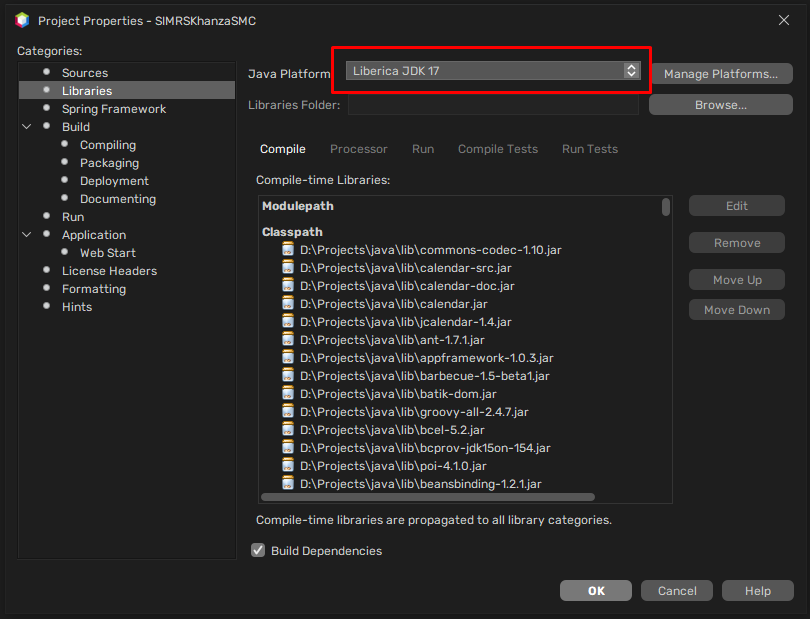 Project Properties - SIMRSKhanzaSMC
Categories:
Sources
Libraries
Spring Framework
Build
Compiling
Packaging
Deployment
Documenting
Run
Application
Web Start
License Headers
Formatting
Hints
Java Platform
Liberica JDK 17
Manage Platforms...
Libraries Folder:
Browse...
Compile
Processor
Run
Compile Tests
Run Tests
Compile-time Libraries:
Modulepath
Classpath
D:\Projects\java\lib\commons-codec-1.10.jar
D:\Projects\java\lib\calendar-src.jar
D:\Projects\java\lib\calendar-doc.jar
D:\Projects\java\lib\calendar.jar
D:\Projects\java\lib\jcalendar-1.4.jar
D:\Projects\java\lib\ant-1.7.1.jar
D:\Projects\java\lib\appframework-1.0.3.jar
D:\Projects\java\lib\barbecue-1.5-beta1.jar
D:\Projects\java\lib\batik-dom.jar
D:\Projects\java\lib\groovy-all-2.4.7.jar
D:\Projects\java\lib\bcel-5.2.jar
D:\Projects\java\lib\bcprov-jdk15on-154.jar
D:\Projects\java\lib\poi-4.1.0.jar
D:\Projects\java\lib\beansbinding-1.2.1.jar
Edit
Remove
Move Up
Move Down
Compile-time libraries are propagated to all library categories.
Build Dependencies
OK
Cancel
Help